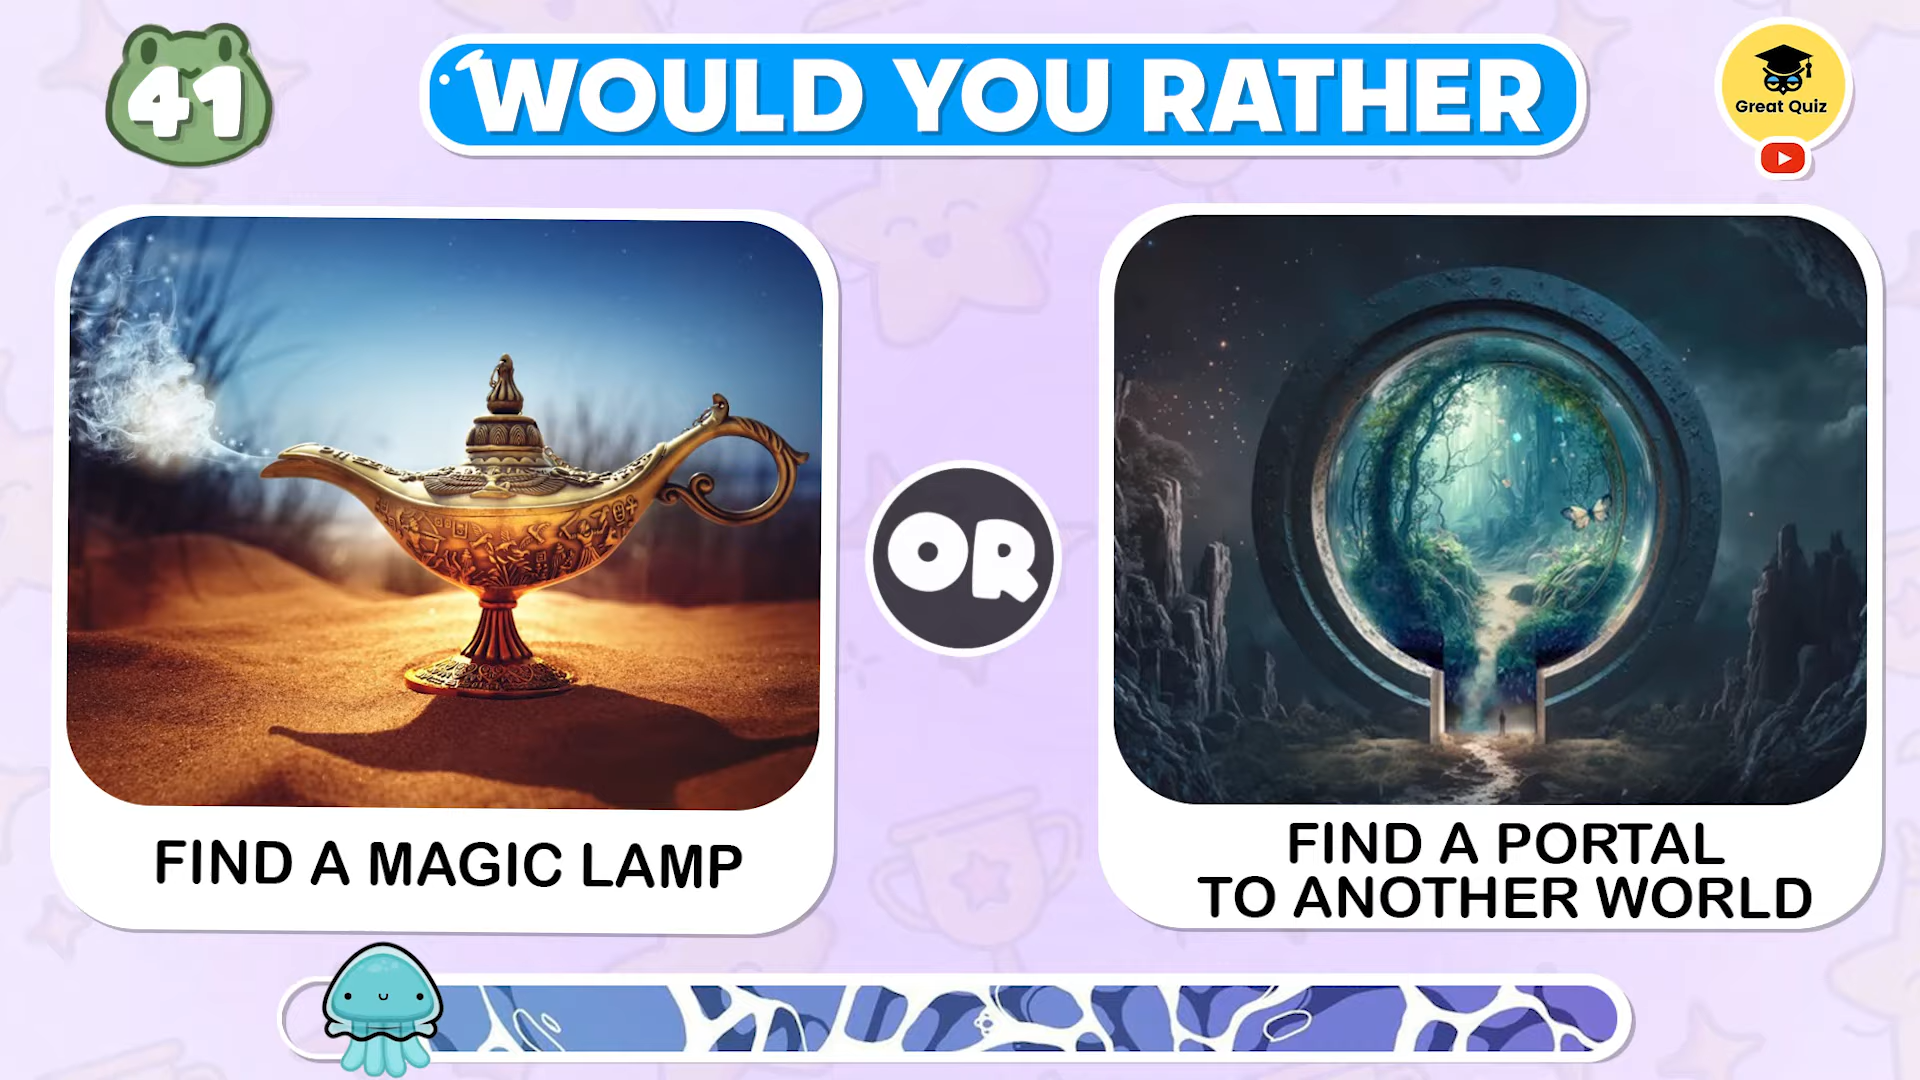 41
WOULD YOU RATHER
Great Quiz
OR
FIND A MAGIC LAMP
FIND A PORTAL
TO ANOTHER WORLD